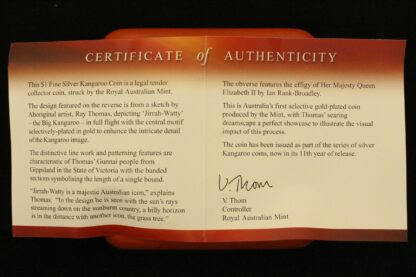 CERTIFICATE of AUTHENTICITY
This $1 Fine Silver Kangaroo Coin is a legal tender
collector coin, struck by the Royal Australian Mint.
The design featured on the reverse is from a sketch by
Aboriginal artist, Ray Thomas, depicting 'Jirrah-Watty'
– the Big Kangaroo – in full flight with the central motif
selectively-plated in gold to enhance the intricate detail
of the Kangaroo image.
The distinctive line work and patterning features are
characteristic of Thomas' Gunnai people from
Gippsland in the State of Victoria with the banded
sections symbolising the length of a single bound.
"Jirrah-Watty is a majestic Australian icon," explains
Thomas. "In the design he is seen with the sun's rays
streaming down on the sunburnt country, a hilly horizon
is in the distance with another icon, the grass tree."
The obverse features the effigy of Her Majesty Queen
Elizabeth II by Ian Rank-Broadley.
This is Australia's first selective gold-plated coin
produced by the Mint, with Thomas' searing
dreamscape a perfect showcase to illustrate the visual
impact of this process.
The coin has been issued as part of the series of silver
Kangaroo coins, now in its 11th year of release.
V. Thom
V. Thom
Controller
Royal Australian Mint